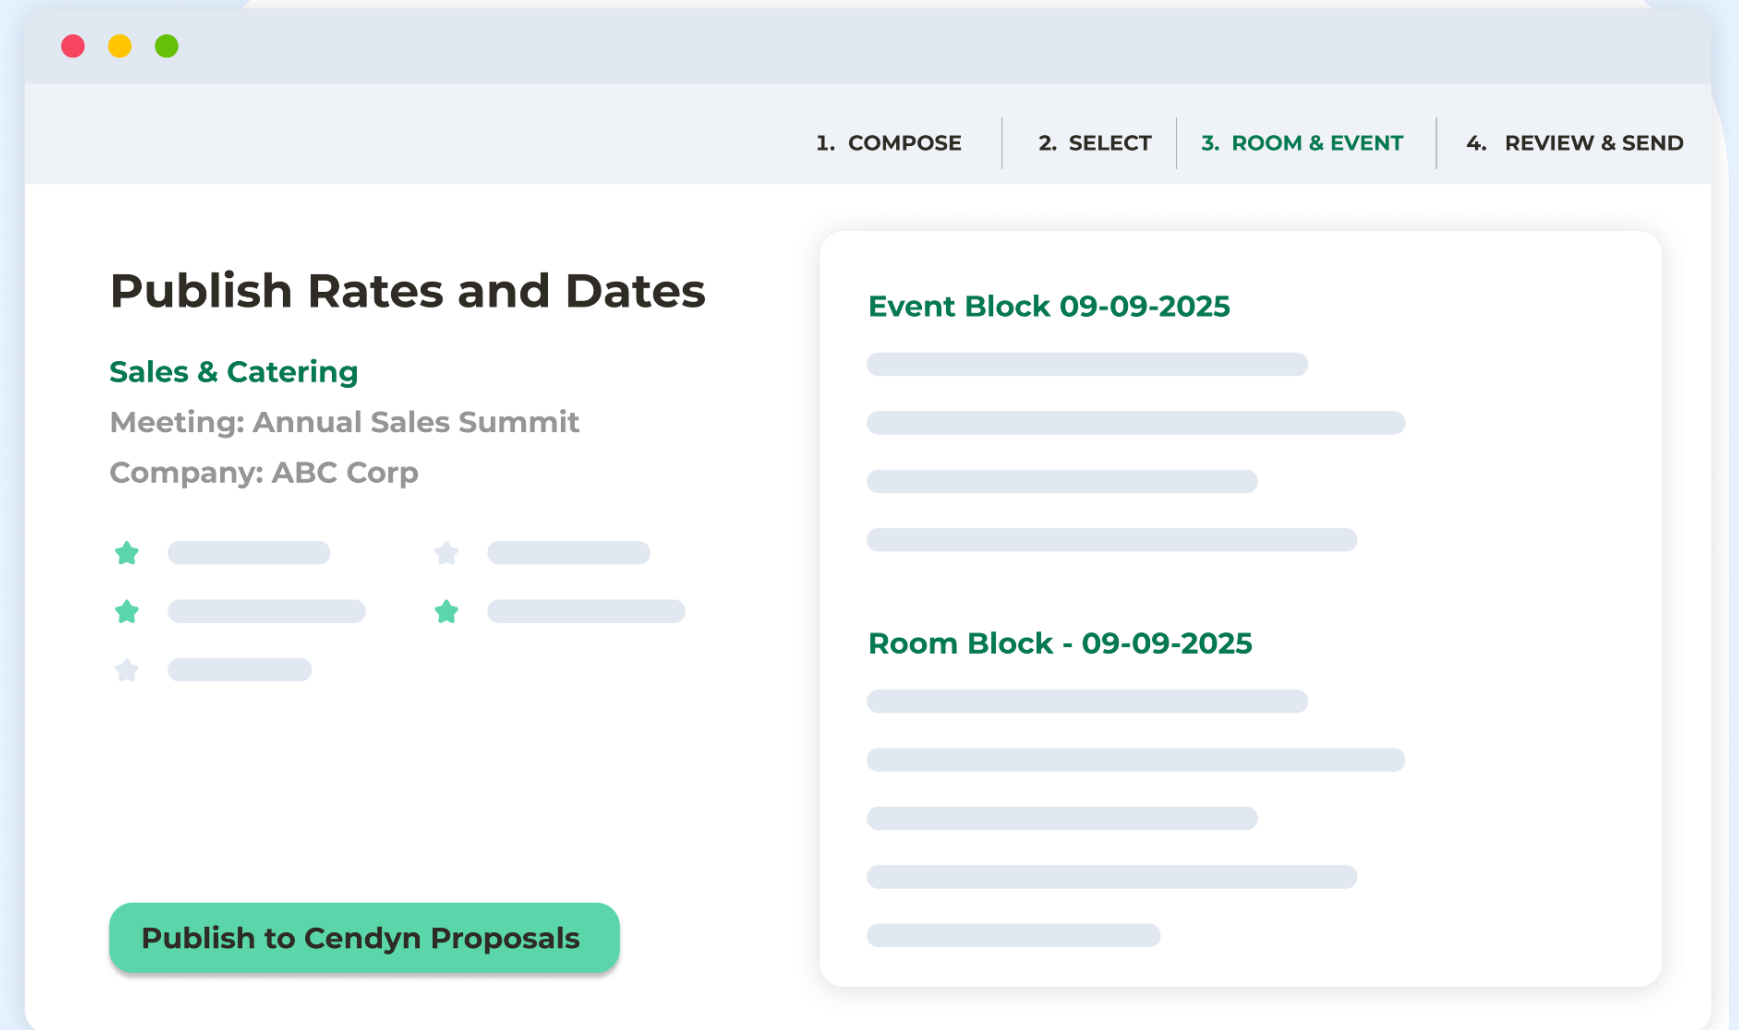 1. COMPOSE
2. SELECT
3. ROOM & EVENT
4. REVIEW & SEND
Publish Rates and Dates
Sales & Catering
Meeting: Annual Sales Summit
Company: ABC Corp
Publish to Cendyn Proposals
Event Block 09-09-2025
Room Block - 09-09-2025